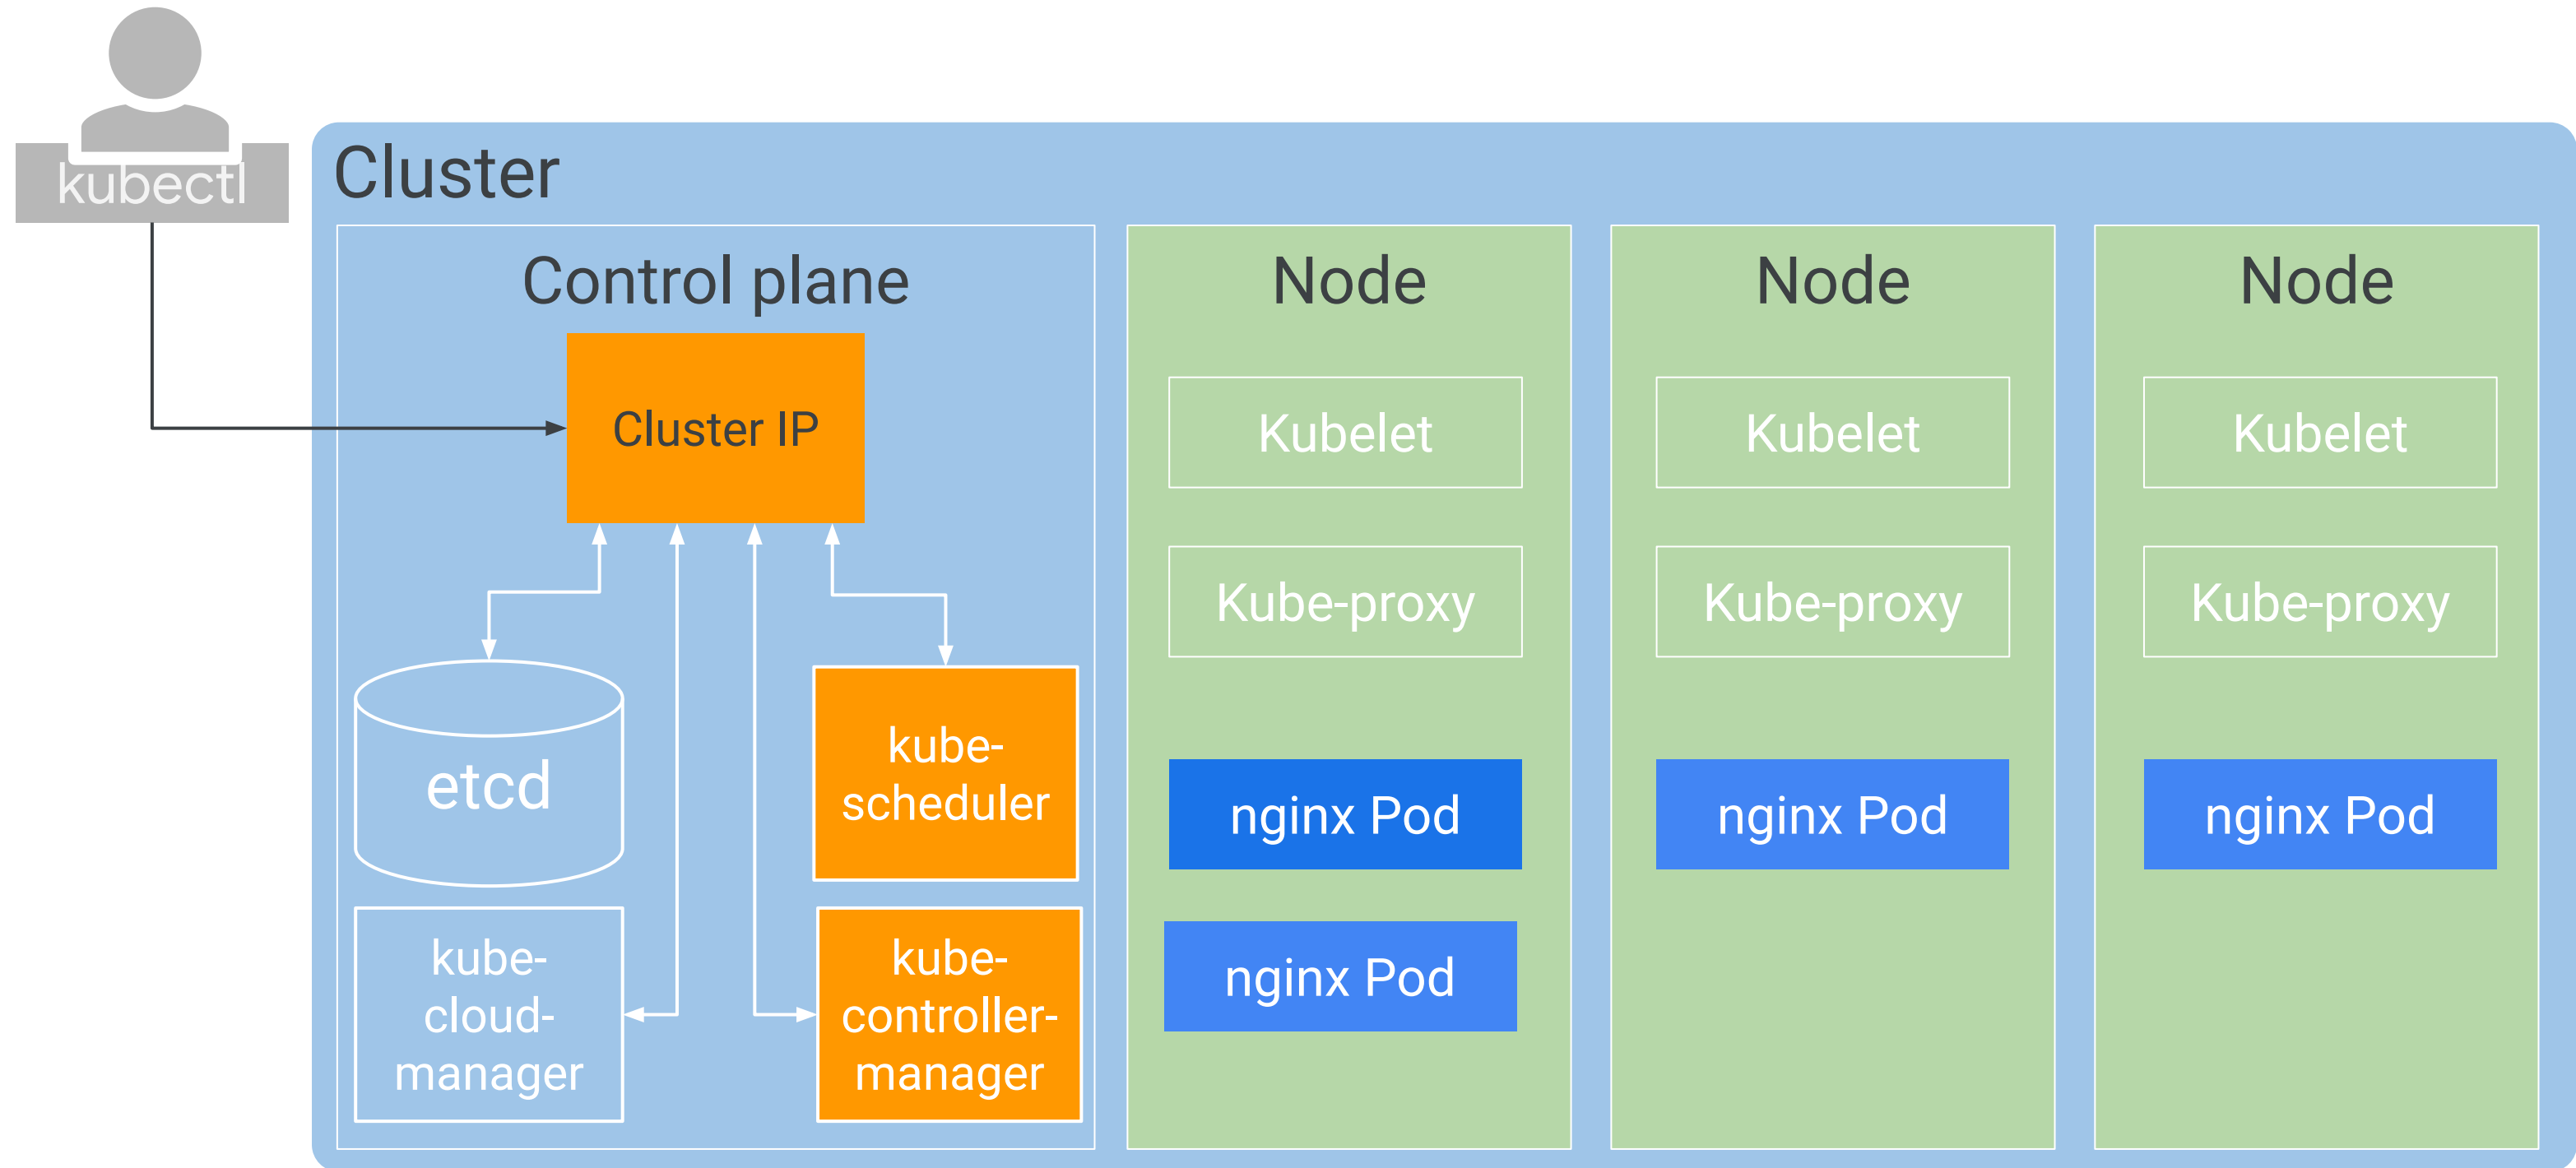 kubectl
Cluster
Control plane
Cluster IP
etcd
kube-
scheduler
kube-
cloud-
manager
kube-
controller-
manager
Node
Kubelet
Kube-proxy
nginx Pod
nginx Pod
Node
Kubelet
Kube-proxy
nginx Pod
Node
Kubelet
Kube-proxy
nginx Pod